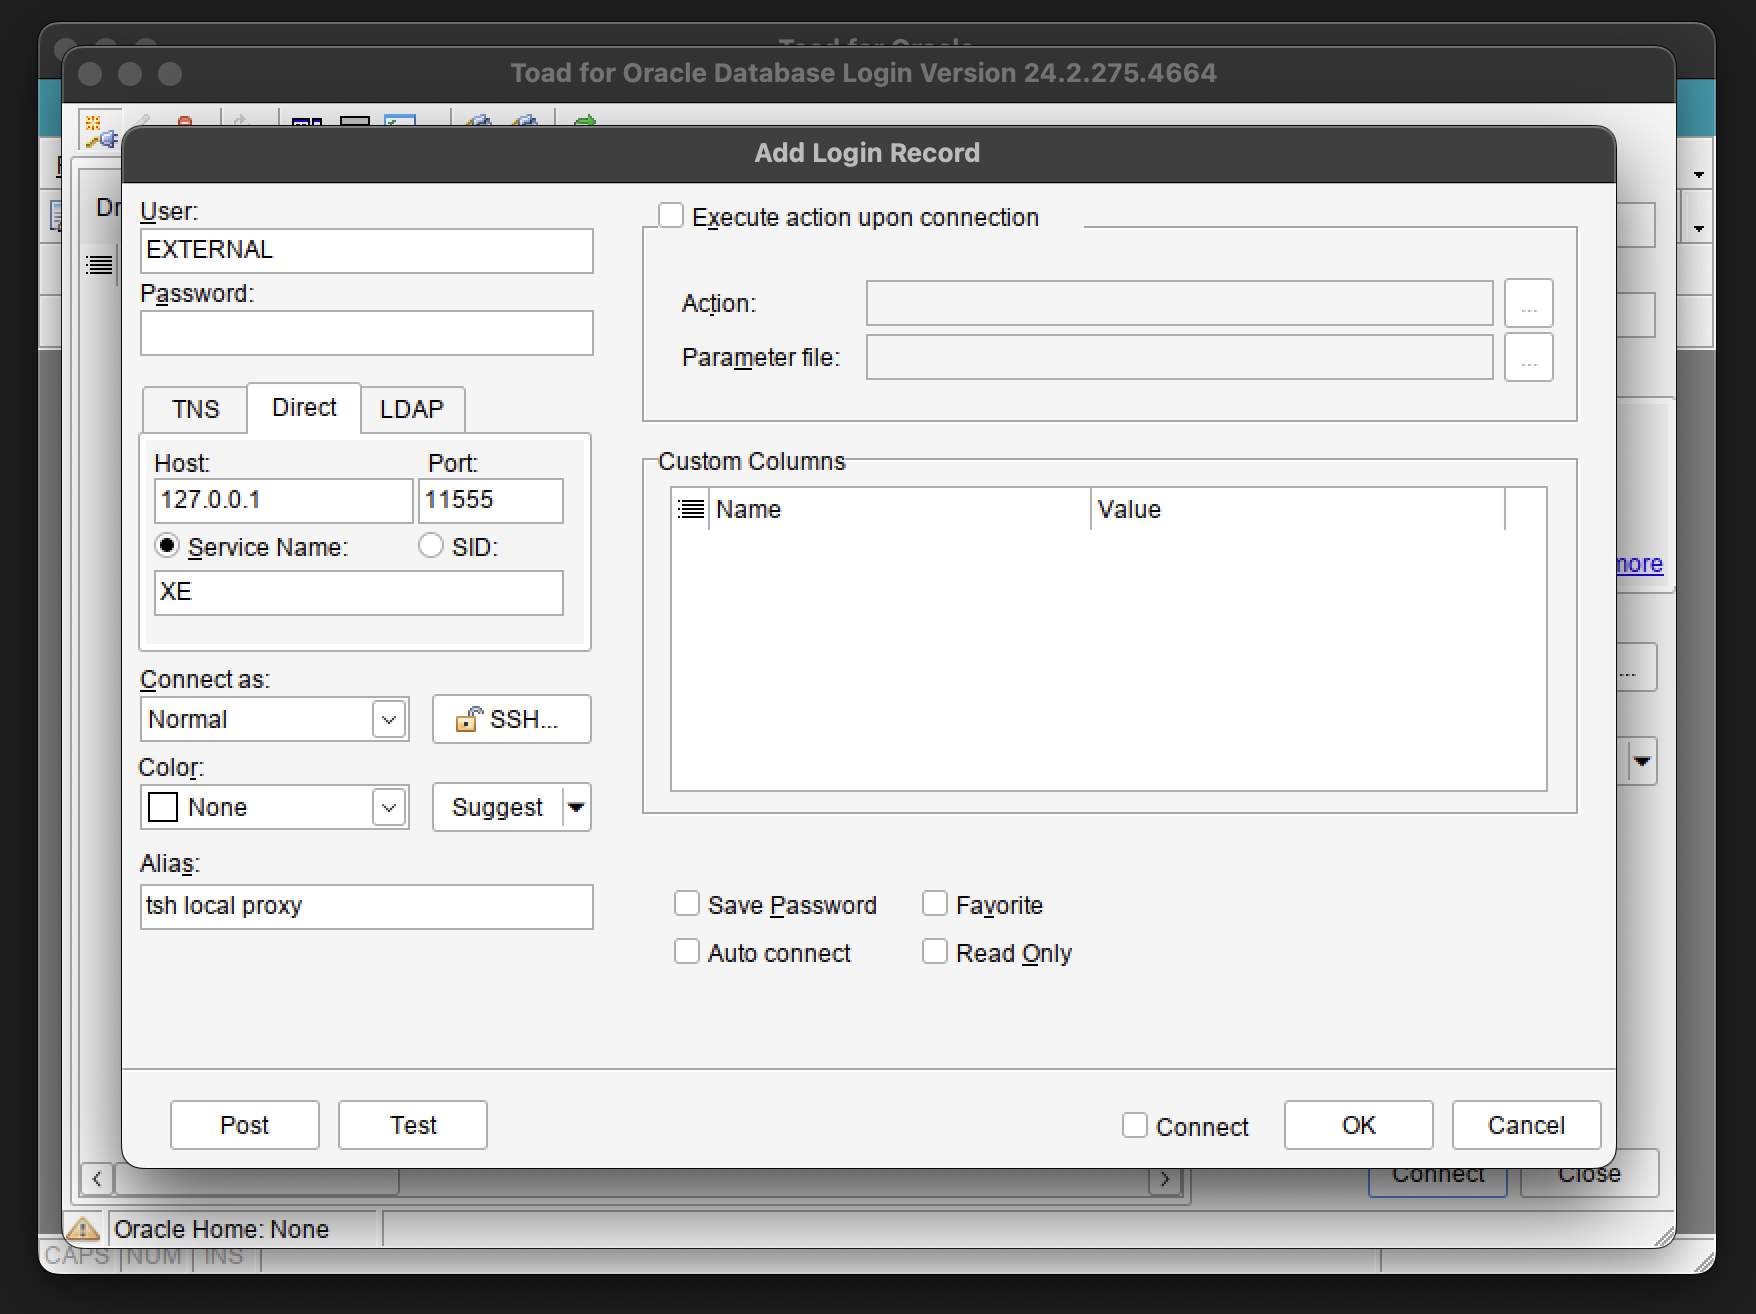 Toad for Oracle
Toad for Oracle Database Login Version 24.2.275.4664
Add Login Record
Dr
User:
EXTERNAL
Password:
TNS
Direct
LDAP
Host:
Port:
127.0.0.1
11555
Service Name:
SID:
XE
Connect as:
Normal
SSH...
Color:
None
Suggest
Alias:
tsh local proxy
Execute action upon connection
Action:
...
Parameter file:
...
Custom Columns
Name
Value
more
...
Save Password
Favorite
Auto connect
Read Only
Post
Test
Connect
OK
Cancel
Connect
Close
Oracle Home: None
CAPS
NUM
INS